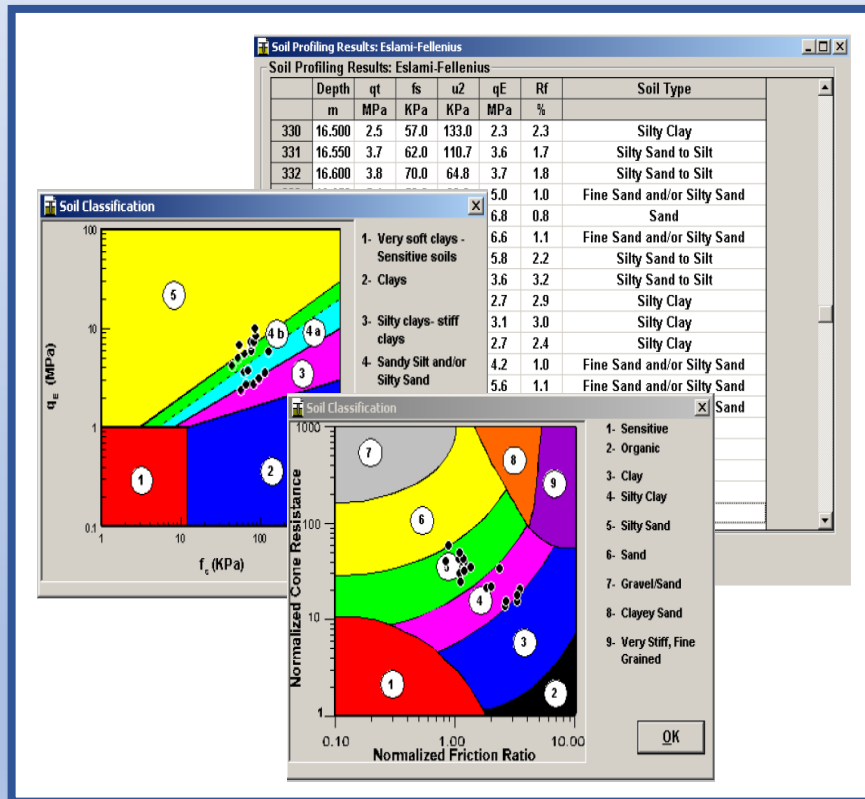 Soil Profiling Results: Eslami-Fellenius
Soil Profiling Results: Eslami-Fellenius
Depth qt fs u2 qE Rf Soil Type
m MPa KPa KPa MPa %
330 16.500 2.5 57.0 133.0 2.3 2.3 Silty Clay
331 16.550 3.7 62.0 110.7 3.6 1.7 Silty Sand to Silt
332 16.600 3.8 70.0 64.8 3.7 1.8 Silty Sand to Silt
5.0 1.0 Fine Sand and/or Silty Sand
6.8 0.8 Sand
6.6 1.1 Fine Sand and/or Silty Sand
5.8 2.2 Silty Sand to Silt
3.6 3.2 Silty Sand to Silt
2.7 2.9 Silty Clay
3.1 3.0 Silty Clay
2.7 2.4 Silty Clay
4.2 1.0 Fine Sand and/or Silty Sand
5.6 1.1 Fine Sand and/or Silty Sand
Sand
Soil Classification
100
10
1
0.1
qE (MPa)
5
4 b
4 a
3
1
2
1 10 100
fs (KPa)
1- Very soft clays -
Sensitive soils
2- Clays
3- Silty clays- stiff
clays
4- Sandy Silt and/or
Silty Sand
Soil Classification
1000
100
10
1
Normalized Cone Resistance
7
8
9
6
5
4
3
1
2
0.10 1.00 10.00
Normalized Friction Ratio
1- Sensitive
2- Organic
3- Clay
4- Silty Clay
5- Silty Sand
6- Sand
7- Gravel/Sand
8- Clayey Sand
9- Very Stiff, Fine
Grained
OK